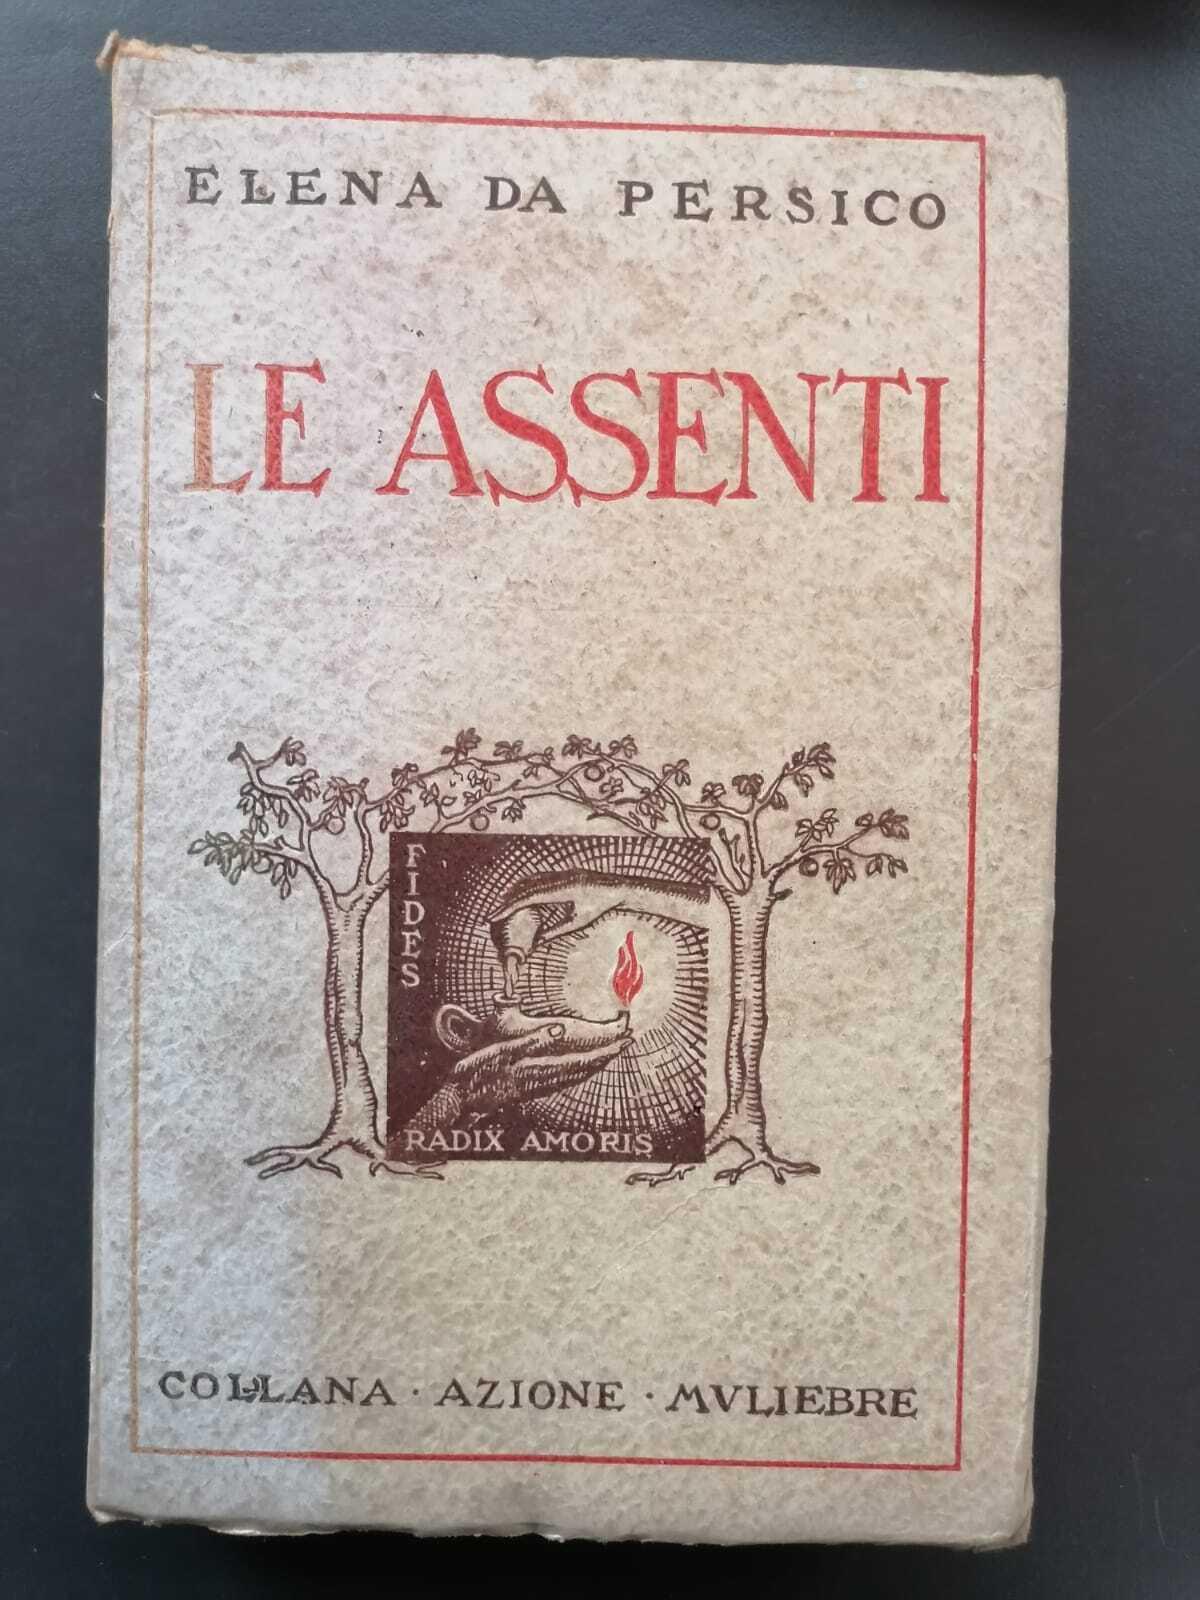 ELENA DA PERSICO
LE ASSENTI
FIDES
RADIX AMORIS
COLLANA · AZIONE · MVLIEBRE